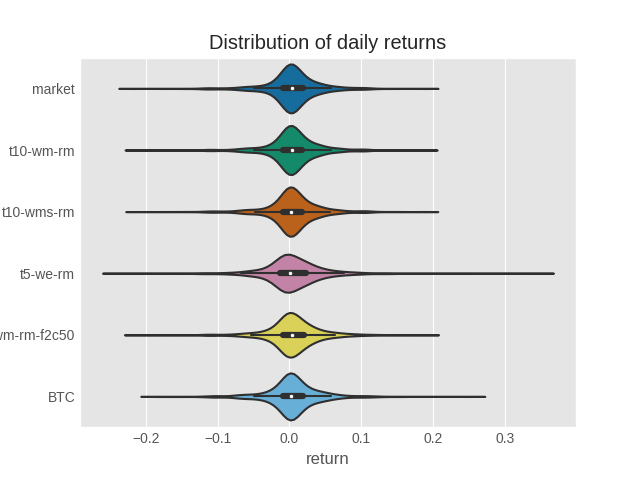 Distribution of daily returns
market
t10-wm-rm
t10-wms-rm
t5-we-rm
wm-rm-f2c50
BTC
−0.2 −0.1 0.0 0.1 0.2 0.3
return